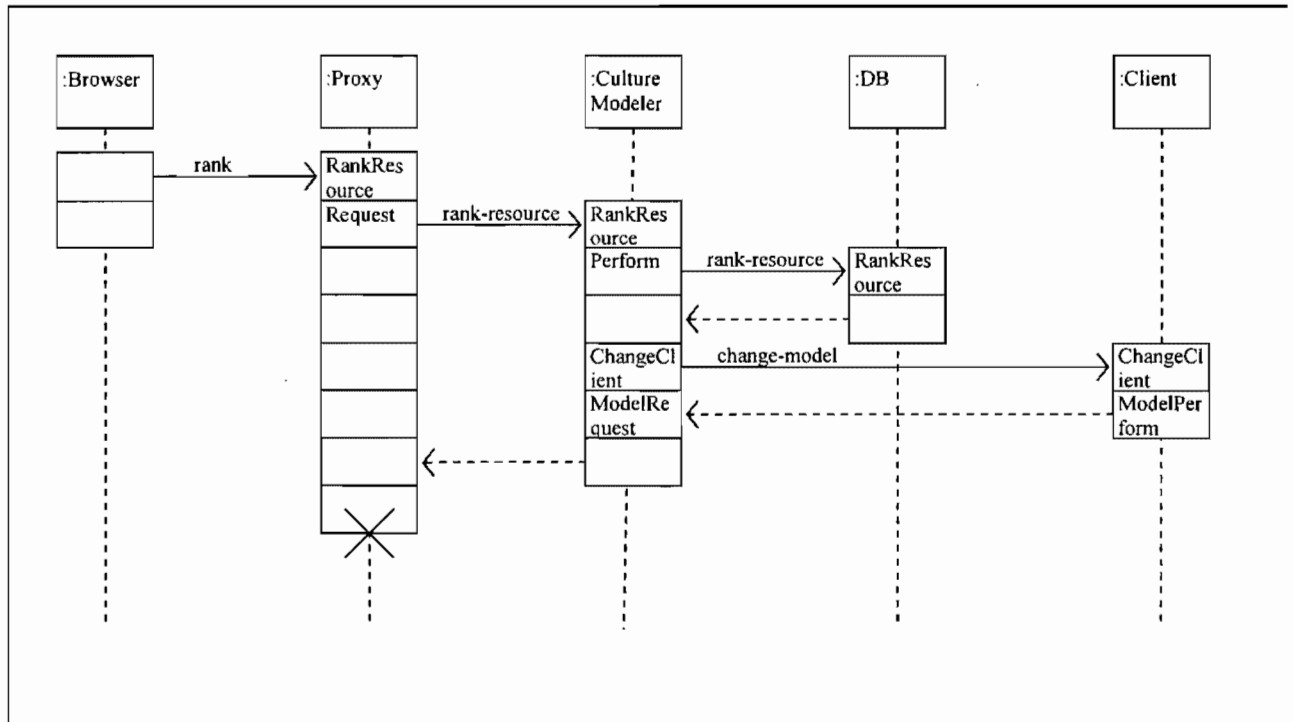 :Browser
:Proxy
:Culture
Modeler
:DB
:Client
rank
RankRes
ource
Request
rank-resource
RankRes
ource
Perform
rank-resource
RankRes
ource
ChangeCl
ient
change-model
ChangeCl
ient
ModelRe
quest
ModelPer
form